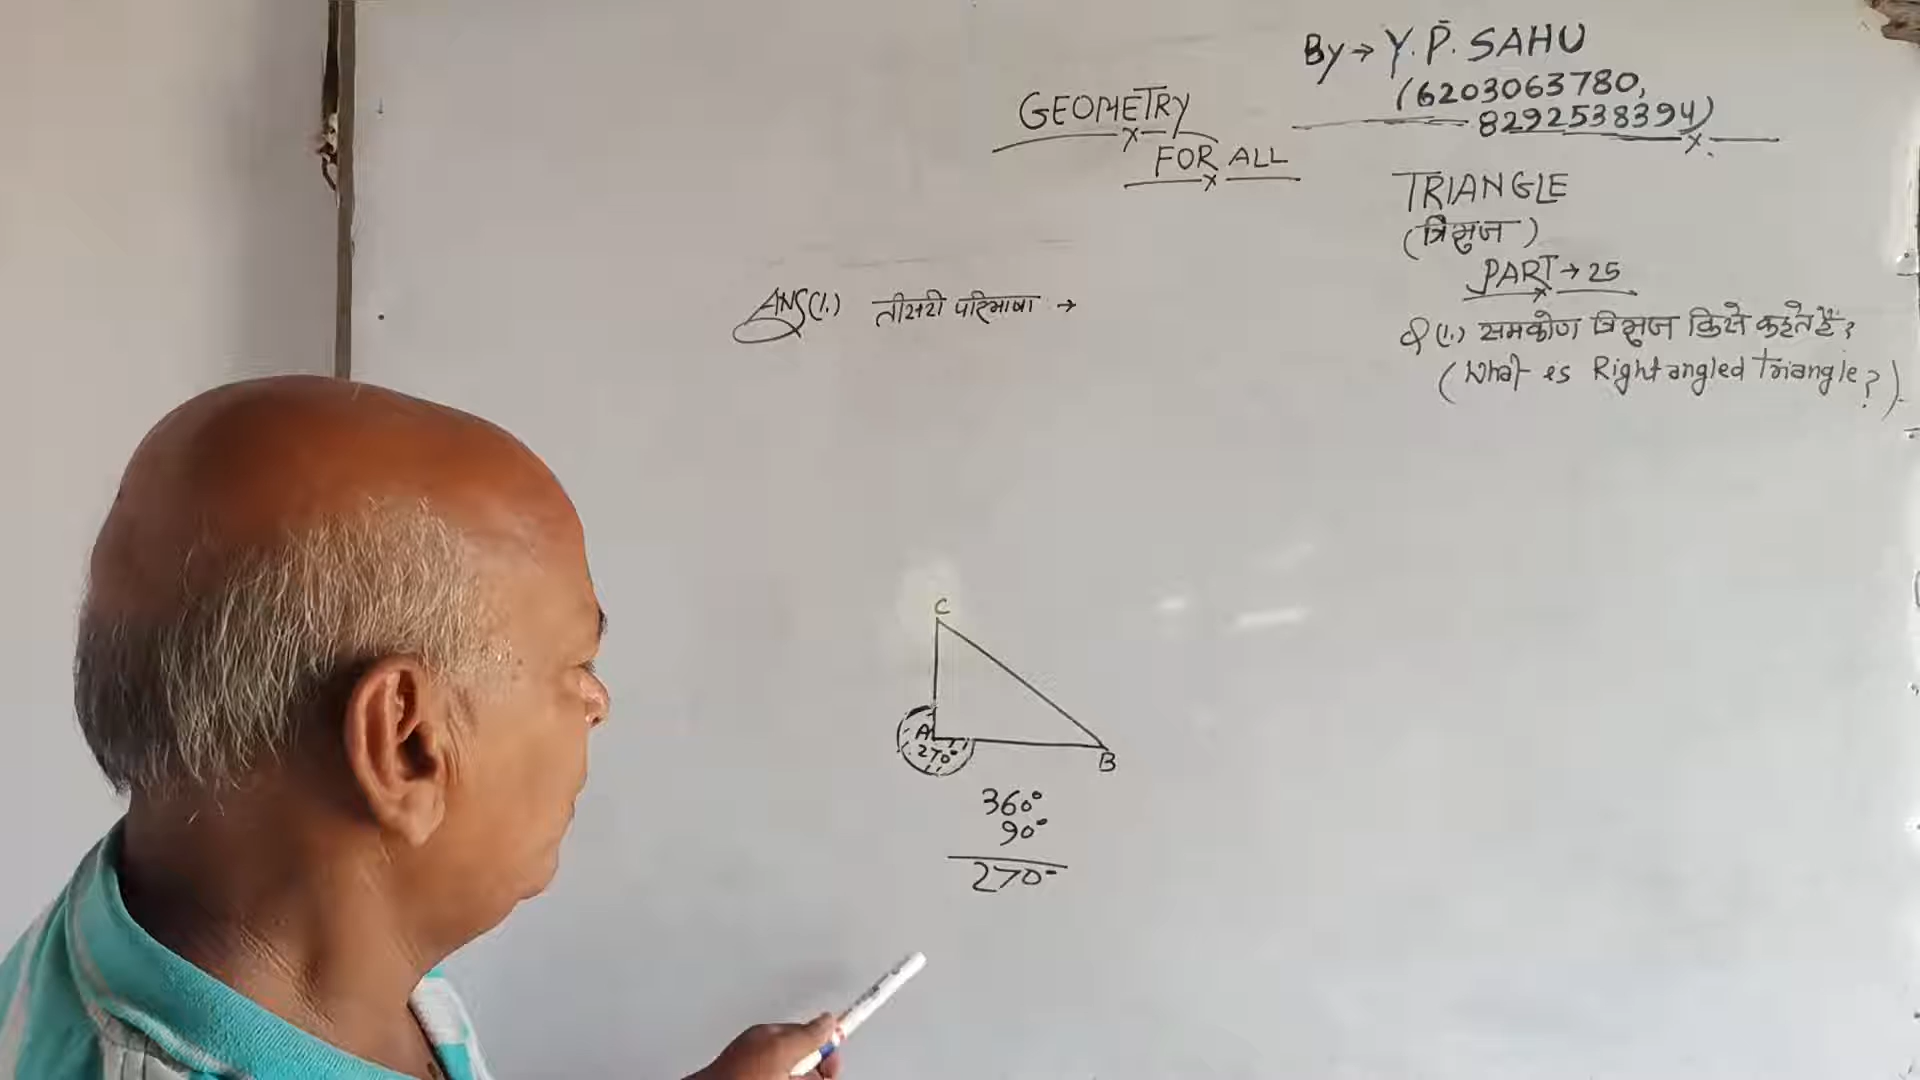 By → Y. P. SAHU
(6203063780,
8292538394)
GEOMETRY
FOR ALL
TRIANGLE
(त्रिभुज)
PART → 25
Q (1.) समकोण त्रिभुज किसे कहते हैं?
(What is Right angled Triangle?)
ANS(1.) तीसरी परिभाषा →
C
A
270°
B
360°
90°
270°